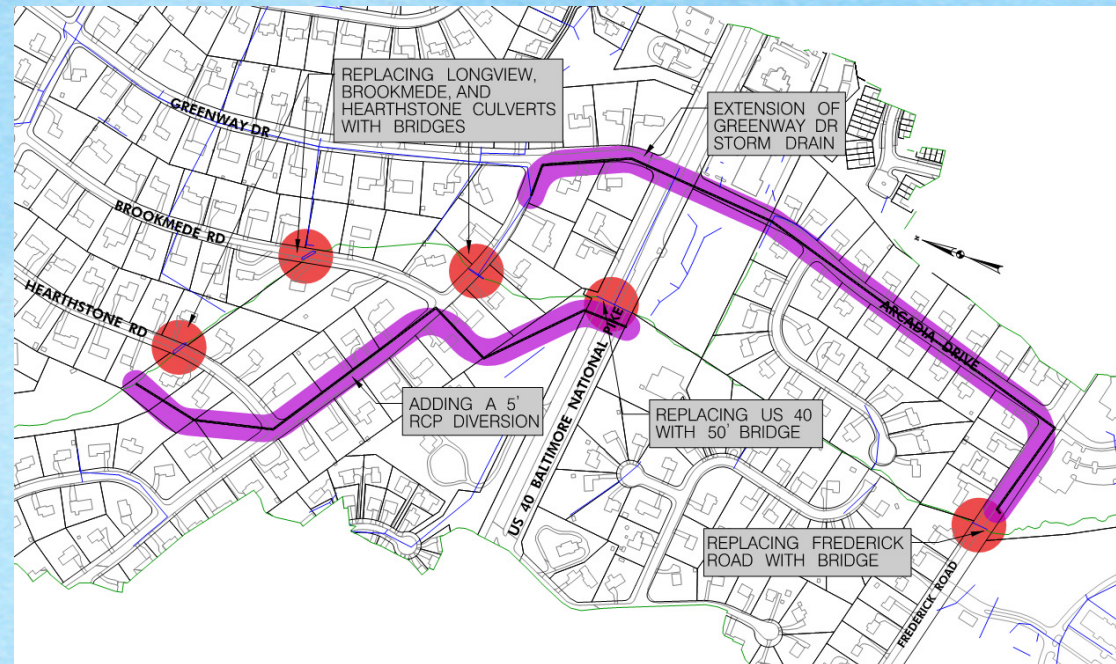 REPLACING LONGVIEW,
BROOKMEDE, AND
HEARTHSTONE CULVERTS
WITH BRIDGES
EXTENSION OF
GREENWAY DR
STORM DRAIN
GREENWAY DR
BROOKMEDE RD
HEARTHSTONE RD
ARCADIA DRIVE
ADDING A 5'
RCP DIVERSION
US 40 BALTIMORE NATIONAL PIKE
REPLACING US 40
WITH 50' BRIDGE
REPLACING FREDERICK
ROAD WITH BRIDGE
FREDERICK ROAD